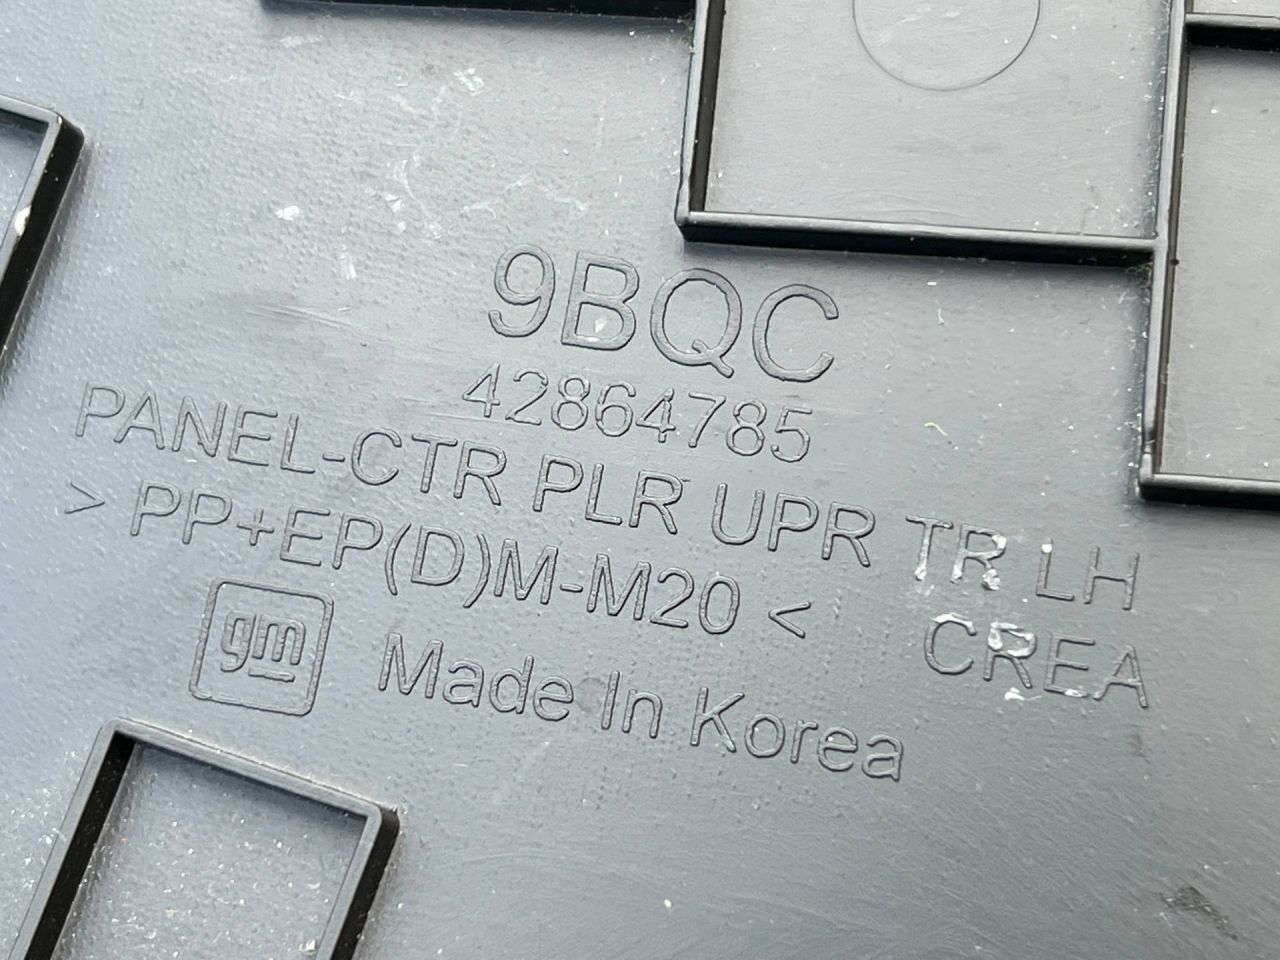 9BQC
42864785
PANEL-CTR PLR UPR TR LH
> PP+EP(D)M-M20 < CREA
gm Made In Korea